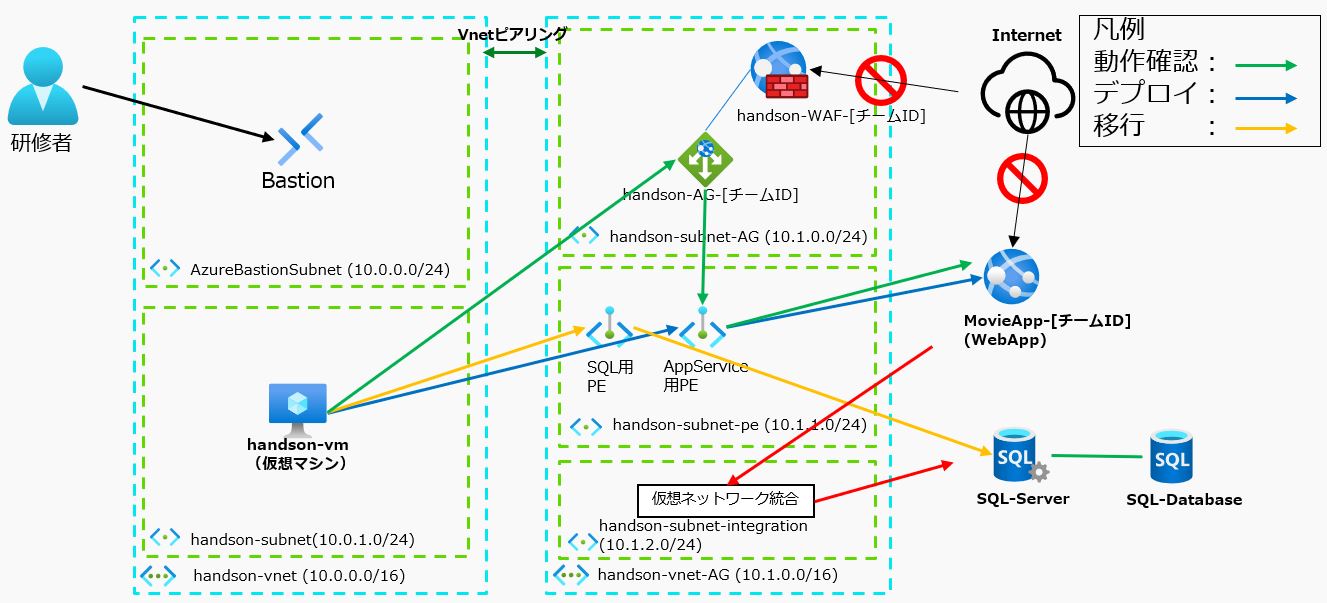 研修者
Bastion
AzureBastionSubnet (10.0.0.0/24)
handson-vm
（仮想マシン）
handson-subnet(10.0.1.0/24)
handson-vnet (10.0.0.0/16)
Vnetピアリング
handson-WAF-[チームID]
handson-AG-[チームID]
handson-subnet-AG (10.1.0.0/24)
SQL用
PE
AppService
用PE
handson-subnet-pe (10.1.1.0/24)
仮想ネットワーク統合
handson-subnet-integration
(10.1.2.0/24)
handson-vnet-AG (10.1.0.0/16)
Internet
MovieApp-[チームID]
(WebApp)
SQL
SQL-Server
SQL
SQL-Database
凡例
動作確認：
デプロイ：
移行　　：